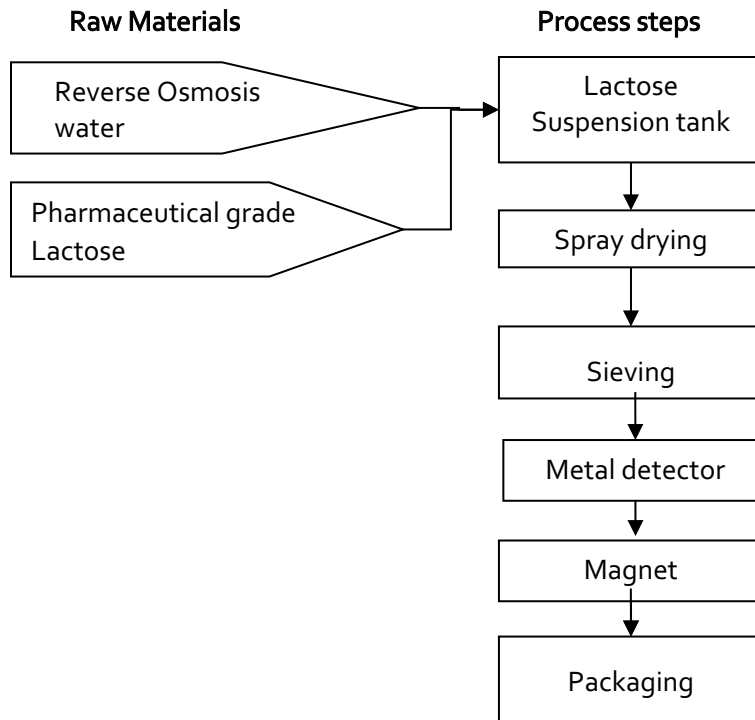 Raw Materials
Process steps
Reverse Osmosis
water
Pharmaceutical grade
Lactose
Lactose
Suspension tank
Spray drying
Sieving
Metal detector
Magnet
Packaging